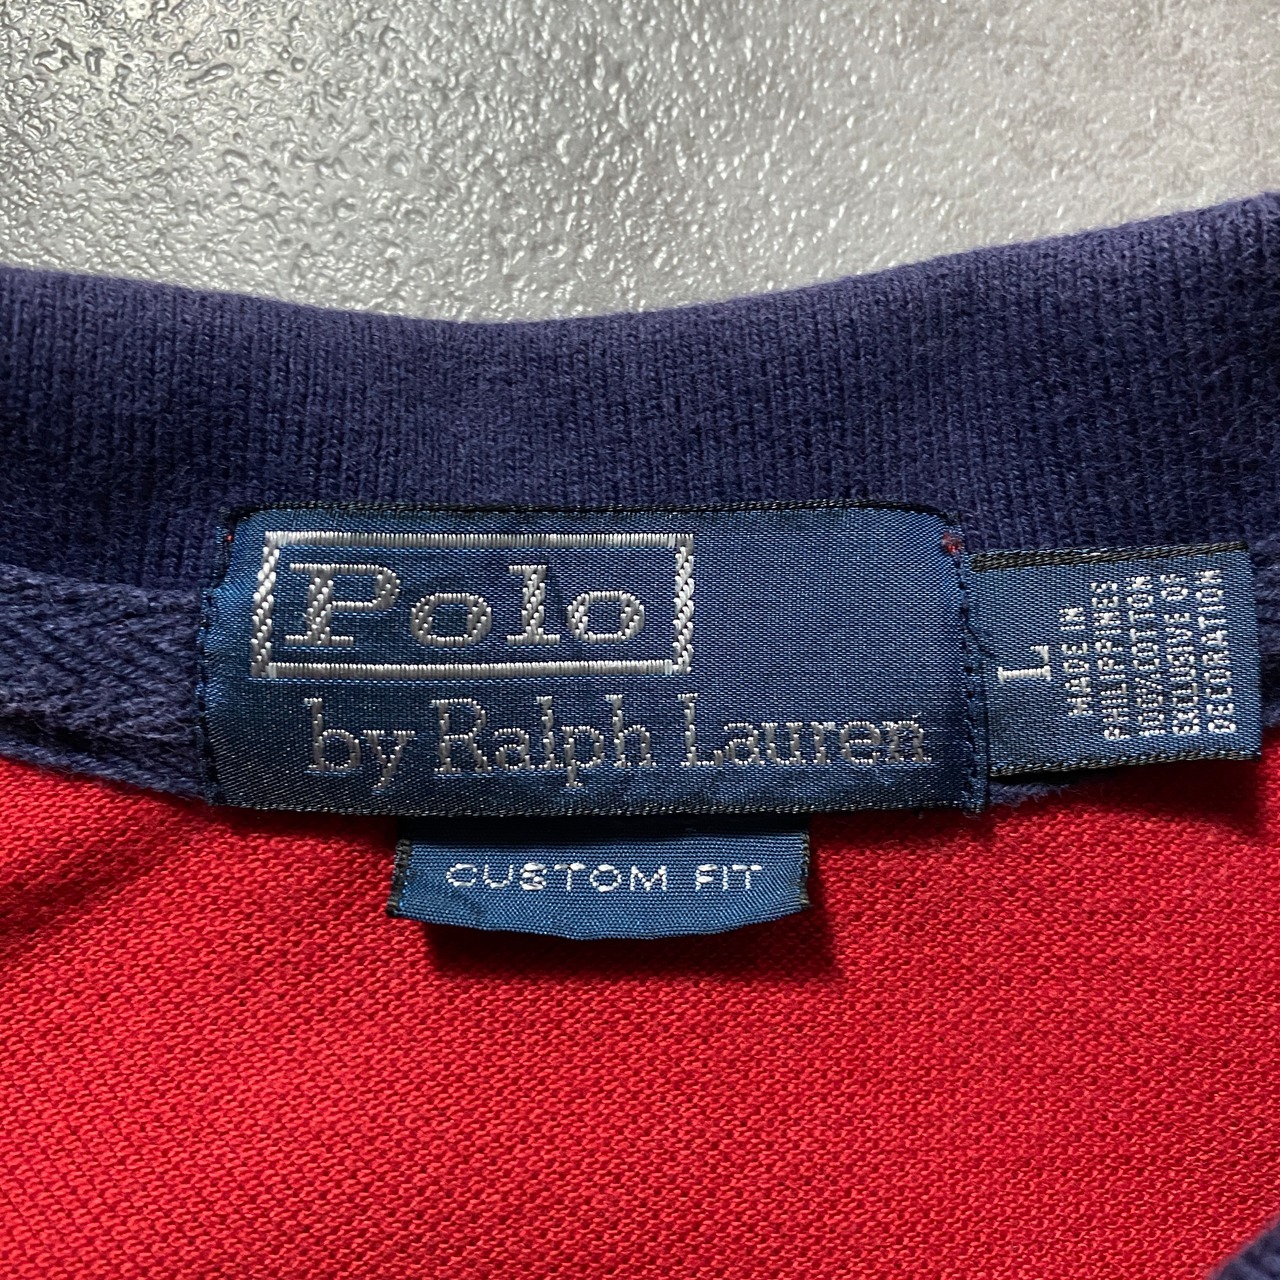 Polo
by Ralph Lauren
CUSTOM FIT
L
MADE IN
PHILIPPINES
100% COTTON
EXCLUSIVE OF
DECORATION